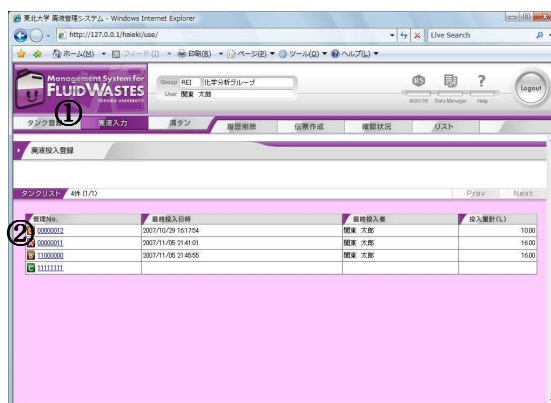 東北大学 廃液管理システム - Windows Internet Explorer
http://127.0.0.1/haieki/use/
Live Search
ホーム(M) フィード(J) 印刷(R) ページ(P) ツール(O) ヘルプ(L)
Management System for
FLUID WASTES
TOHOKU UNIVERSITY
Group REI 化学分析グループ
User 関東 太郎
IASO R6 Data Manager Help
Logout
①
タンク登録 廃液入力 満タン 履歴削除 伝票作成 確認状況 リスト
廃液投入登録
タンクリスト 4件 (1/1) Prev Next
②
管理No. 最終投入日時 最終投入者 投入量計(L)
00000012 2007/10/29 16:17:54 関東 太郎 10.00
00000011 2007/11/05 21:41:01 関東 太郎 16.00
11000000 2007/11/05 21:45:55 関東 太郎 16.00
C 11111111